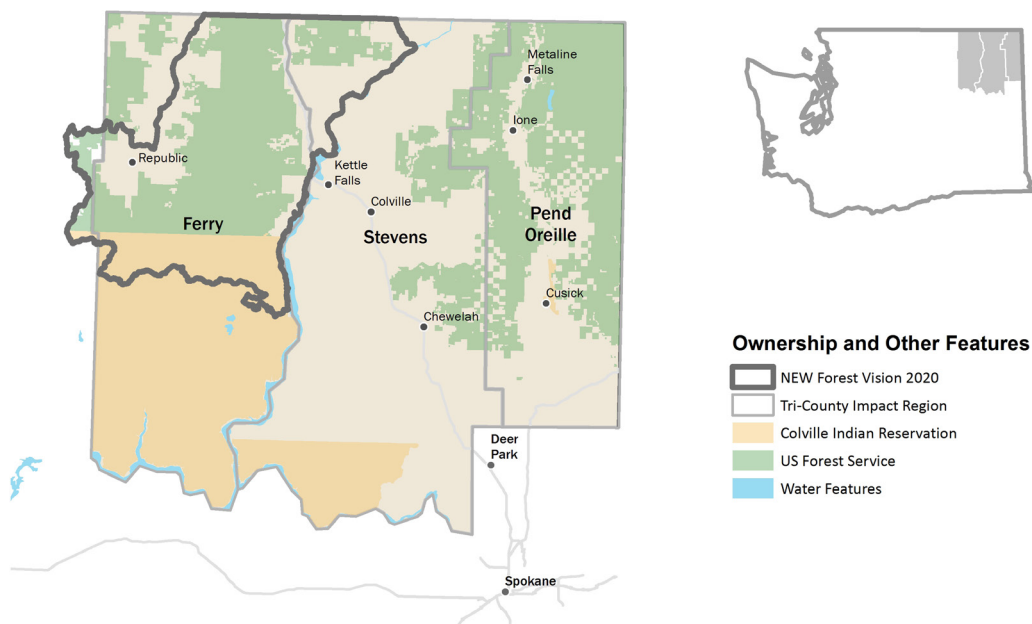 Metaline
Falls
Ione
Republic
Kettle
Falls
Colville
Ferry
Stevens
Pend
Oreille
Cusick
Chewelah
Deer
Park
Spokane
Ownership and Other Features
NEW Forest Vision 2020
Tri-County Impact Region
Colville Indian Reservation
US Forest Service
Water Features